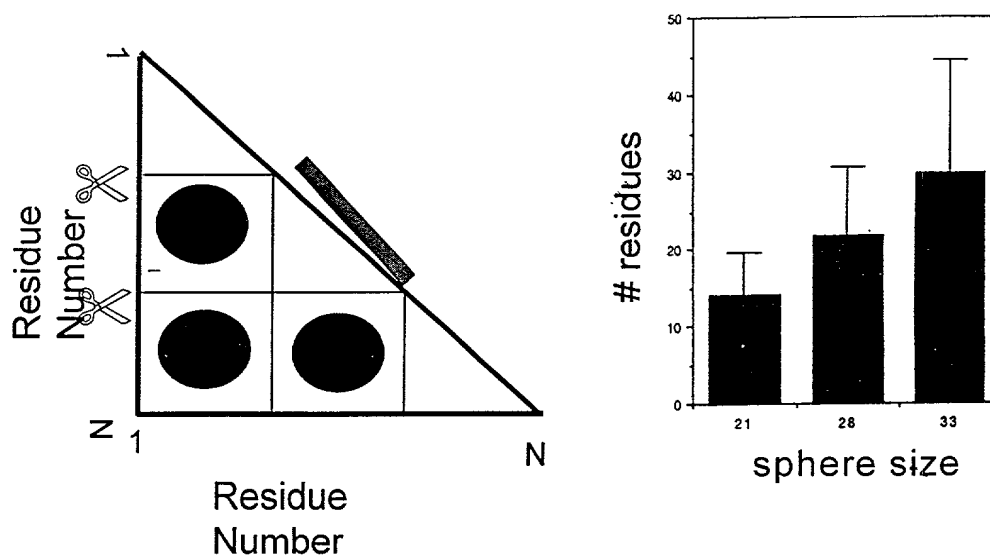 1
Residue
Number
N
1
N
Residue
Number
50
40
30
20
10
0
# residues
21
28
33
sphere size